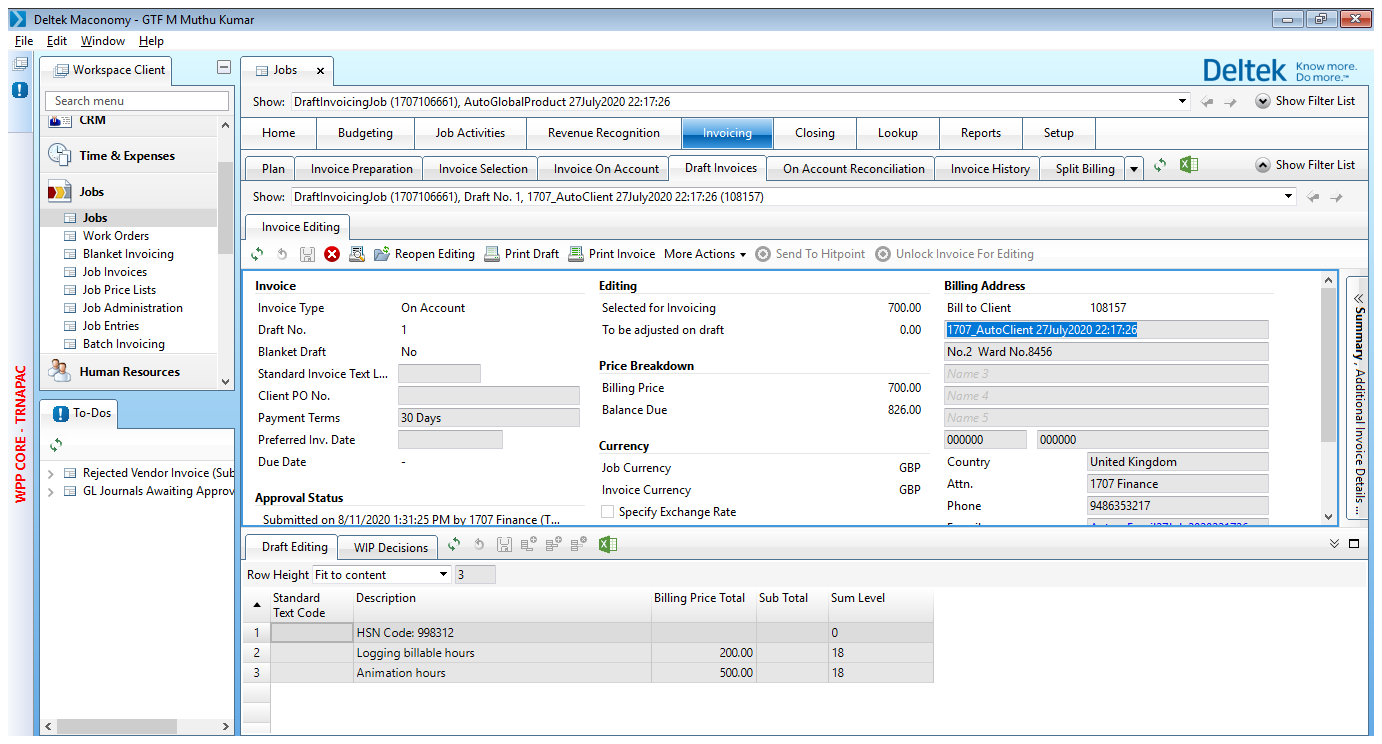 Deltek Maconomy - GTF M Muthu Kumar
File Edit Window Help
Workspace Client
Search menu
CRM
Time & Expenses
Jobs
Jobs
Work Orders
Blanket Invoicing
Job Invoices
Job Price Lists
Job Administration
Job Entries
Batch Invoicing
Human Resources
WPP CORE - TRNAPAC
To-Dos
Rejected Vendor Invoice (Sub
GL Journals Awaiting Approv
Jobs x
Deltek Know more. Do more.™
Show: DraftInvoicingJob (1707106661), AutoGlobalProduct 27July2020 22:17:26 Show Filter List
Home Budgeting Job Activities Revenue Recognition Invoicing Closing Lookup Reports Setup
Plan Invoice Preparation Invoice Selection Invoice On Account Draft Invoices On Account Reconciliation Invoice History Split Billing Show Filter List
Show: DraftInvoicingJob (1707106661), Draft No. 1, 1707_AutoClient 27July2020 22:17:26 (108157)
Invoice Editing
Reopen Editing Print Draft Print Invoice More Actions Send To Hitpoint Unlock Invoice For Editing
Invoice
Invoice Type On Account
Draft No. 1
Blanket Draft No
Standard Invoice Text L...
Client PO No.
Payment Terms 30 Days
Preferred Inv. Date
Due Date -
Approval Status
Submitted on 8/11/2020 1:31:25 PM by 1707 Finance (T...
Editing
Selected for Invoicing 700.00
To be adjusted on draft 0.00
Price Breakdown
Billing Price 700.00
Balance Due 826.00
Currency
Job Currency GBP
Invoice Currency GBP
Specify Exchange Rate
Billing Address
Bill to Client 108157
1707_AutoClient 27July2020 22:17:26
No.2 Ward No.8456
Name 3
Name 4
Name 5
000000 000000
Country United Kingdom
Attn. 1707 Finance
Phone 9486353217
Summary , Additional Invoice Details ...
Draft Editing WIP Decisions
Row Height Fit to content 3
Standard Text Code Description Billing Price Total Sub Total Sum Level
1 HSN Code: 998312 0
2 Logging billable hours 200.00 18
3 Animation hours 500.00 18